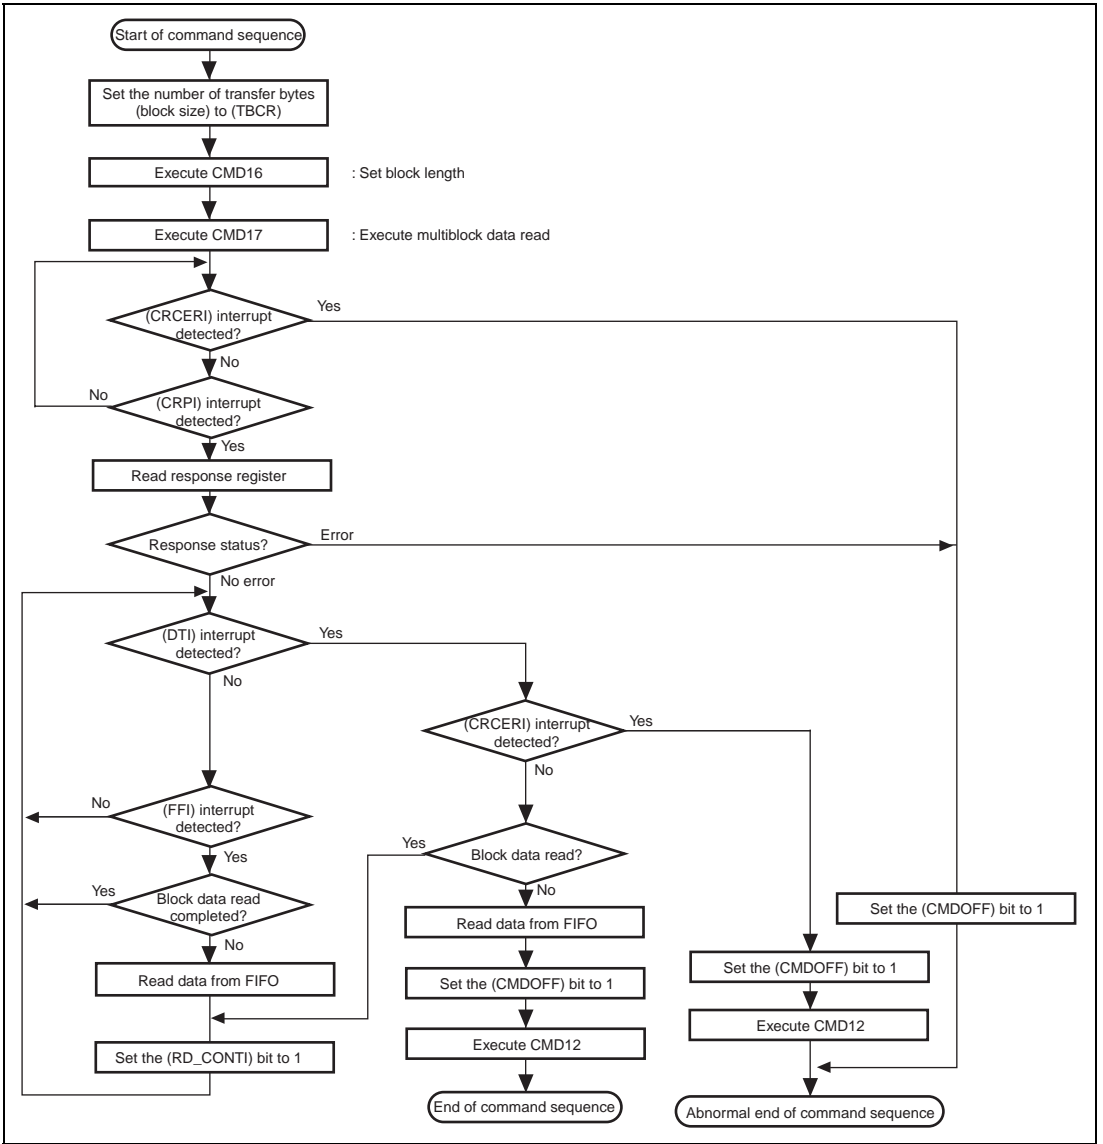 Start of command sequence
Set the number of transfer bytes
(block size) to (TBCR)
Execute CMD16
: Set block length
Execute CMD17
: Execute multiblock data read
(CRCERI) interrupt
detected?
Yes
No
(CRPI) interrupt
detected?
No
Yes
Read response register
Response status?
Error
No error
(DTI) interrupt
detected?
Yes
No
(CRCERI) interrupt
detected?
Yes
No
(FFI) interrupt
detected?
No
Yes
Block data read?
Yes
No
Block data read
completed?
Yes
No
Read data from FIFO
Set the (CMDOFF) bit to 1
Set the (CMDOFF) bit to 1
Read data from FIFO
Set the (CMDOFF) bit to 1
Execute CMD12
Set the (RD_CONTI) bit to 1
Execute CMD12
End of command sequence
Abnormal end of command sequence